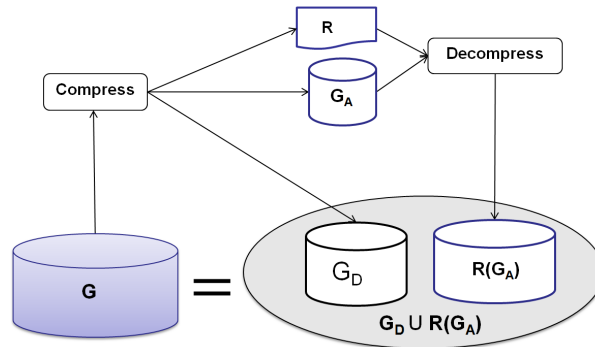 R
Decompress
Compress
G_A
G_D
R(G_A)
G
=
G_D ∪ R(G_A)